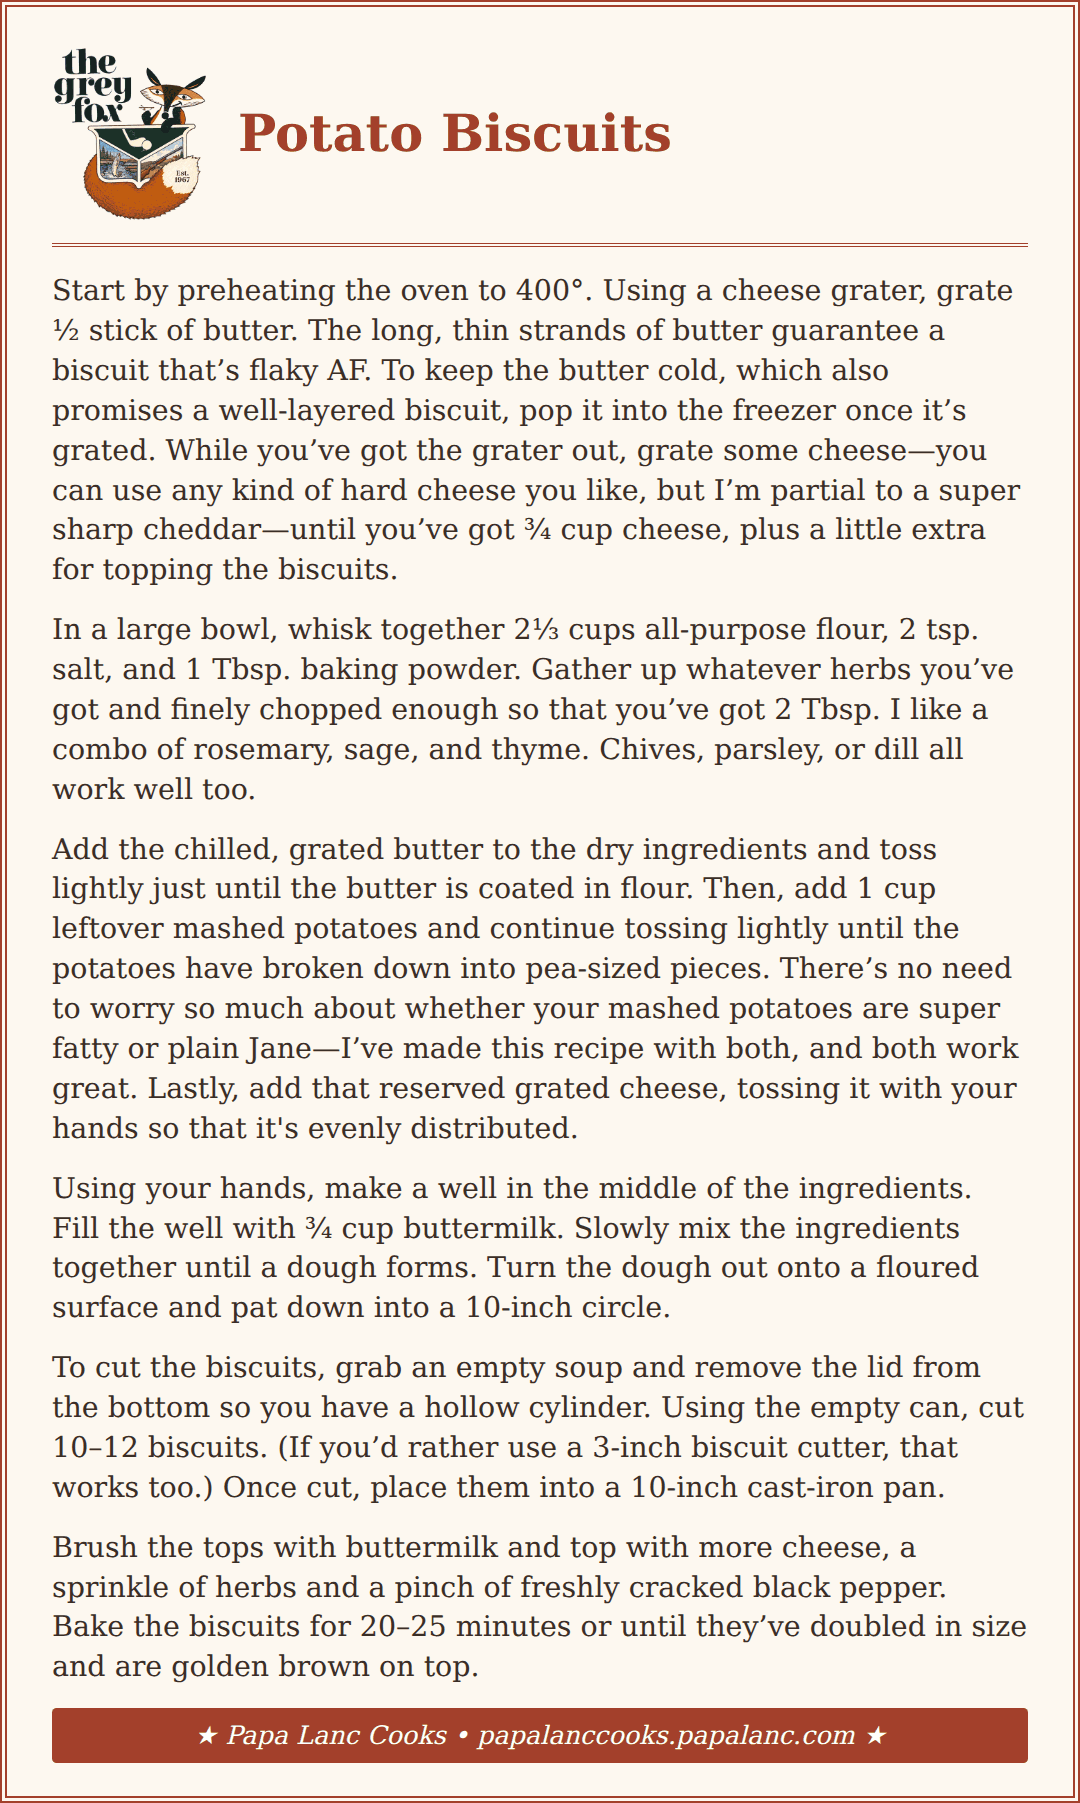 the
grey
fox
Est.
1967
Potato Biscuits
Start by preheating the oven to 400°. Using a cheese grater, grate
½ stick of butter. The long, thin strands of butter guarantee a
biscuit that’s flaky AF. To keep the butter cold, which also
promises a well-layered biscuit, pop it into the freezer once it’s
grated. While you’ve got the grater out, grate some cheese—you
can use any kind of hard cheese you like, but I’m partial to a super
sharp cheddar—until you’ve got ¾ cup cheese, plus a little extra
for topping the biscuits.
In a large bowl, whisk together 2⅓ cups all-purpose flour, 2 tsp.
salt, and 1 Tbsp. baking powder. Gather up whatever herbs you’ve
got and finely chopped enough so that you’ve got 2 Tbsp. I like a
combo of rosemary, sage, and thyme. Chives, parsley, or dill all
work well too.
Add the chilled, grated butter to the dry ingredients and toss
lightly just until the butter is coated in flour. Then, add 1 cup
leftover mashed potatoes and continue tossing lightly until the
potatoes have broken down into pea-sized pieces. There’s no need
to worry so much about whether your mashed potatoes are super
fatty or plain Jane—I’ve made this recipe with both, and both work
great. Lastly, add that reserved grated cheese, tossing it with your
hands so that it's evenly distributed.
Using your hands, make a well in the middle of the ingredients.
Fill the well with ¾ cup buttermilk. Slowly mix the ingredients
together until a dough forms. Turn the dough out onto a floured
surface and pat down into a 10-inch circle.
To cut the biscuits, grab an empty soup and remove the lid from
the bottom so you have a hollow cylinder. Using the empty can, cut
10–12 biscuits. (If you’d rather use a 3-inch biscuit cutter, that
works too.) Once cut, place them into a 10-inch cast-iron pan.
Brush the tops with buttermilk and top with more cheese, a
sprinkle of herbs and a pinch of freshly cracked black pepper.
Bake the biscuits for 20–25 minutes or until they’ve doubled in size
and are golden brown on top.
★ Papa Lanc Cooks • papalanccooks.papalanc.com ★